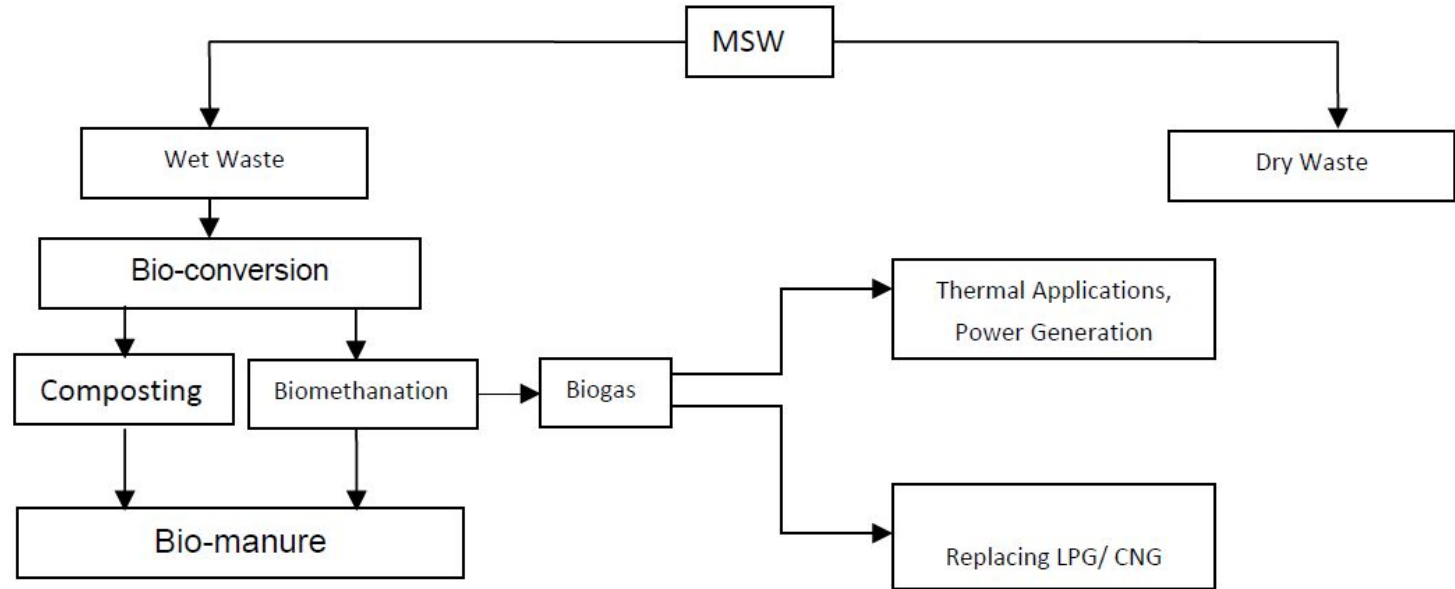 MSW
Wet Waste
Dry Waste
Bio-conversion
Thermal Applications,
Power Generation
Composting
Biomethanation
Biogas
Bio-manure
Replacing LPG/ CNG